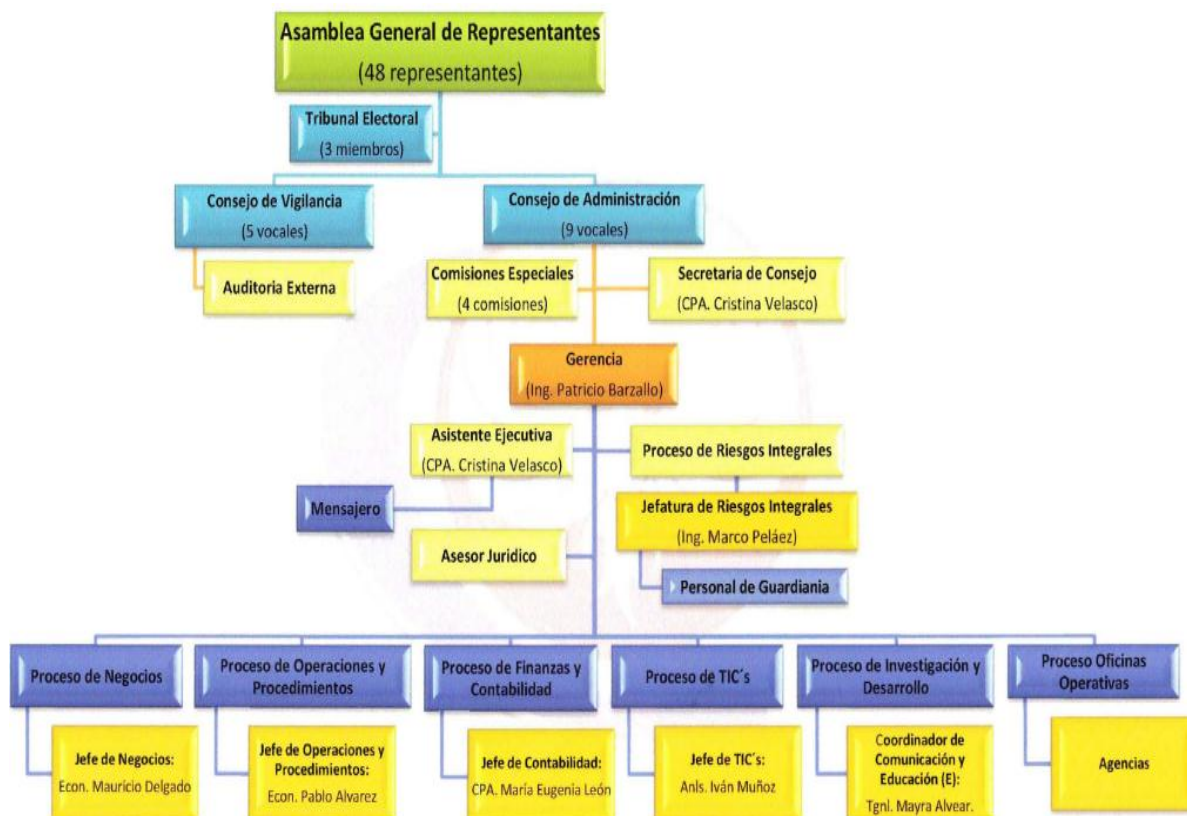 Asamblea General de Representantes
(48 representantes)
Tribunal Electoral
(3 miembros)
Consejo de Vigilancia
(5 vocales)
Consejo de Administración
(9 vocales)
Auditoria Externa
Comisiones Especiales
(4 comisiones)
Secretaria de Consejo
(CPA. Cristina Velasco)
Gerencia
(Ing. Patricio Barzallo)
Asistente Ejecutiva
(CPA. Cristina Velasco)
Proceso de Riesgos Integrales
Mensajero
Jefatura de Riesgos Integrales
(Ing. Marco Peláez)
Asesor Juridico
Personal de Guardiania
Proceso de Negocios
Proceso de Operaciones y
Procedimientos
Proceso de Finanzas y
Contabilidad
Proceso de TIC´s
Proceso de Investigación y
Desarrollo
Proceso Oficinas
Operativas
Jefe de Negocios:
Econ. Mauricio Delgado
Jefe de Operaciones y
Procedimientos:
Econ. Pablo Alvarez
Jefe de Contabilidad:
CPA. María Eugenia León
Jefe de TIC´s:
Anls. Iván Muñoz
Coordinador de
Comunicación y
Educación (E):
Tgnl. Mayra Alvear.
Agencias